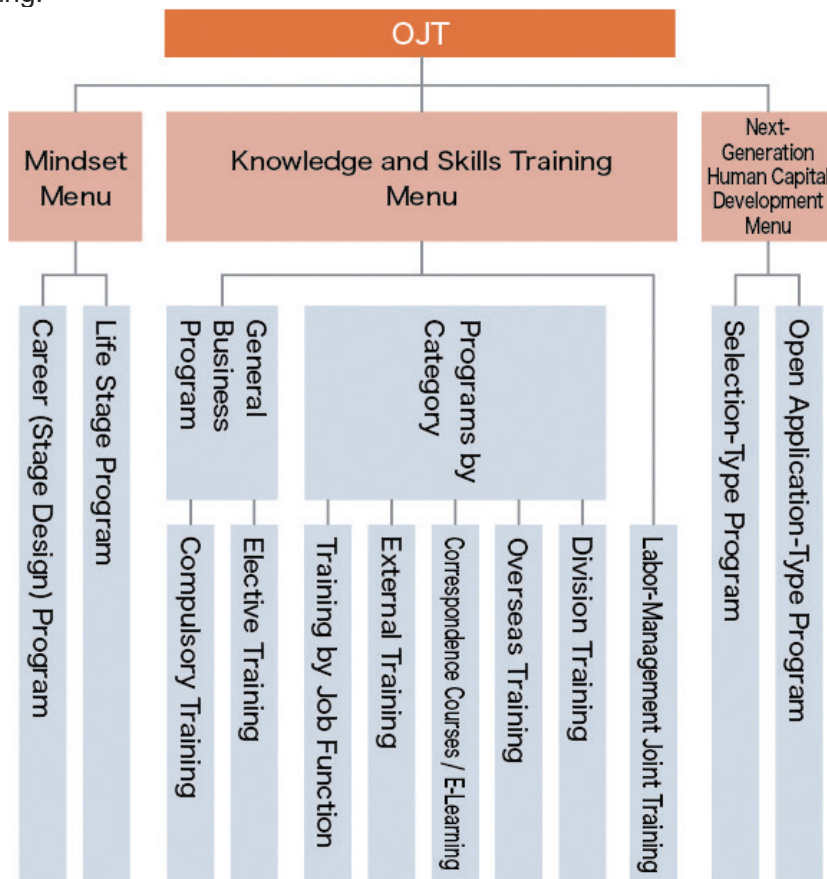 ing.
OJT
Mindset
Menu
Knowledge and Skills Training
Menu
Next-
Generation
Human Capital
Development
Menu
Career (Stage Design) Program
Life Stage Program
General
Business
Program
Programs by
Category
Selection-Type Program
Open Application-Type Program
Compulsory Training
Elective Training
Training by Job Function
External Training
Correspondence Courses / E-Learning
Overseas Training
Division Training
Labor-Management Joint Training